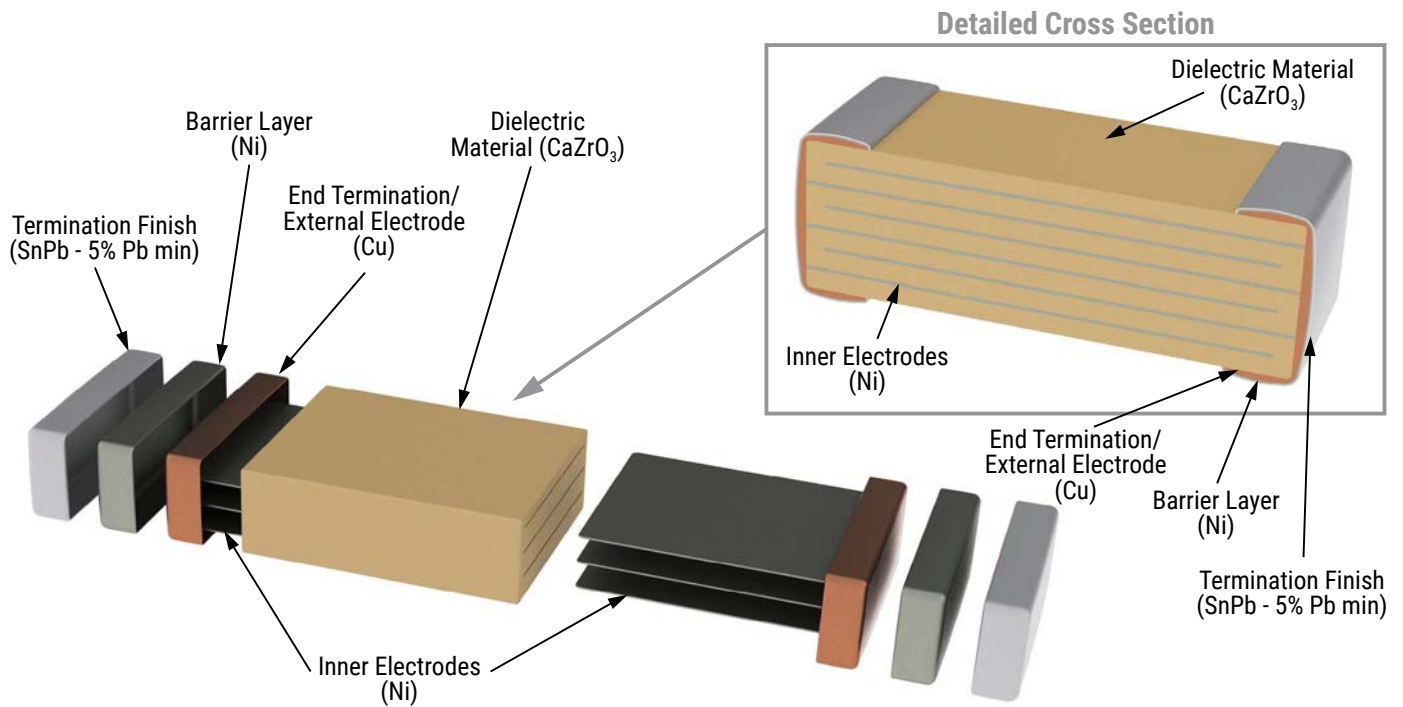 Detailed Cross Section
Dielectric Material
(CaZrO₃)
Barrier Layer
(Ni)
Dielectric
Material (CaZrO₃)
End Termination/
External Electrode
(Cu)
Termination Finish
(SnPb - 5% Pb min)
Inner Electrodes
(Ni)
End Termination/
External Electrode
(Cu)
Barrier Layer
(Ni)
Termination Finish
(SnPb - 5% Pb min)
Inner Electrodes
(Ni)